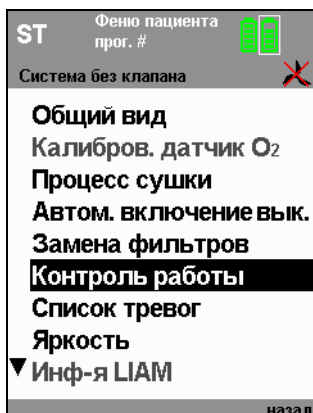 ST
Феню пациента
прог. #
Система без клапана
Общий вид
Калибров. датчик O2
Процесс сушки
Автом. включение вык.
Замена фильтров
Контроль работы
Список тревог
Яркость
Инф-я LIAM
назад